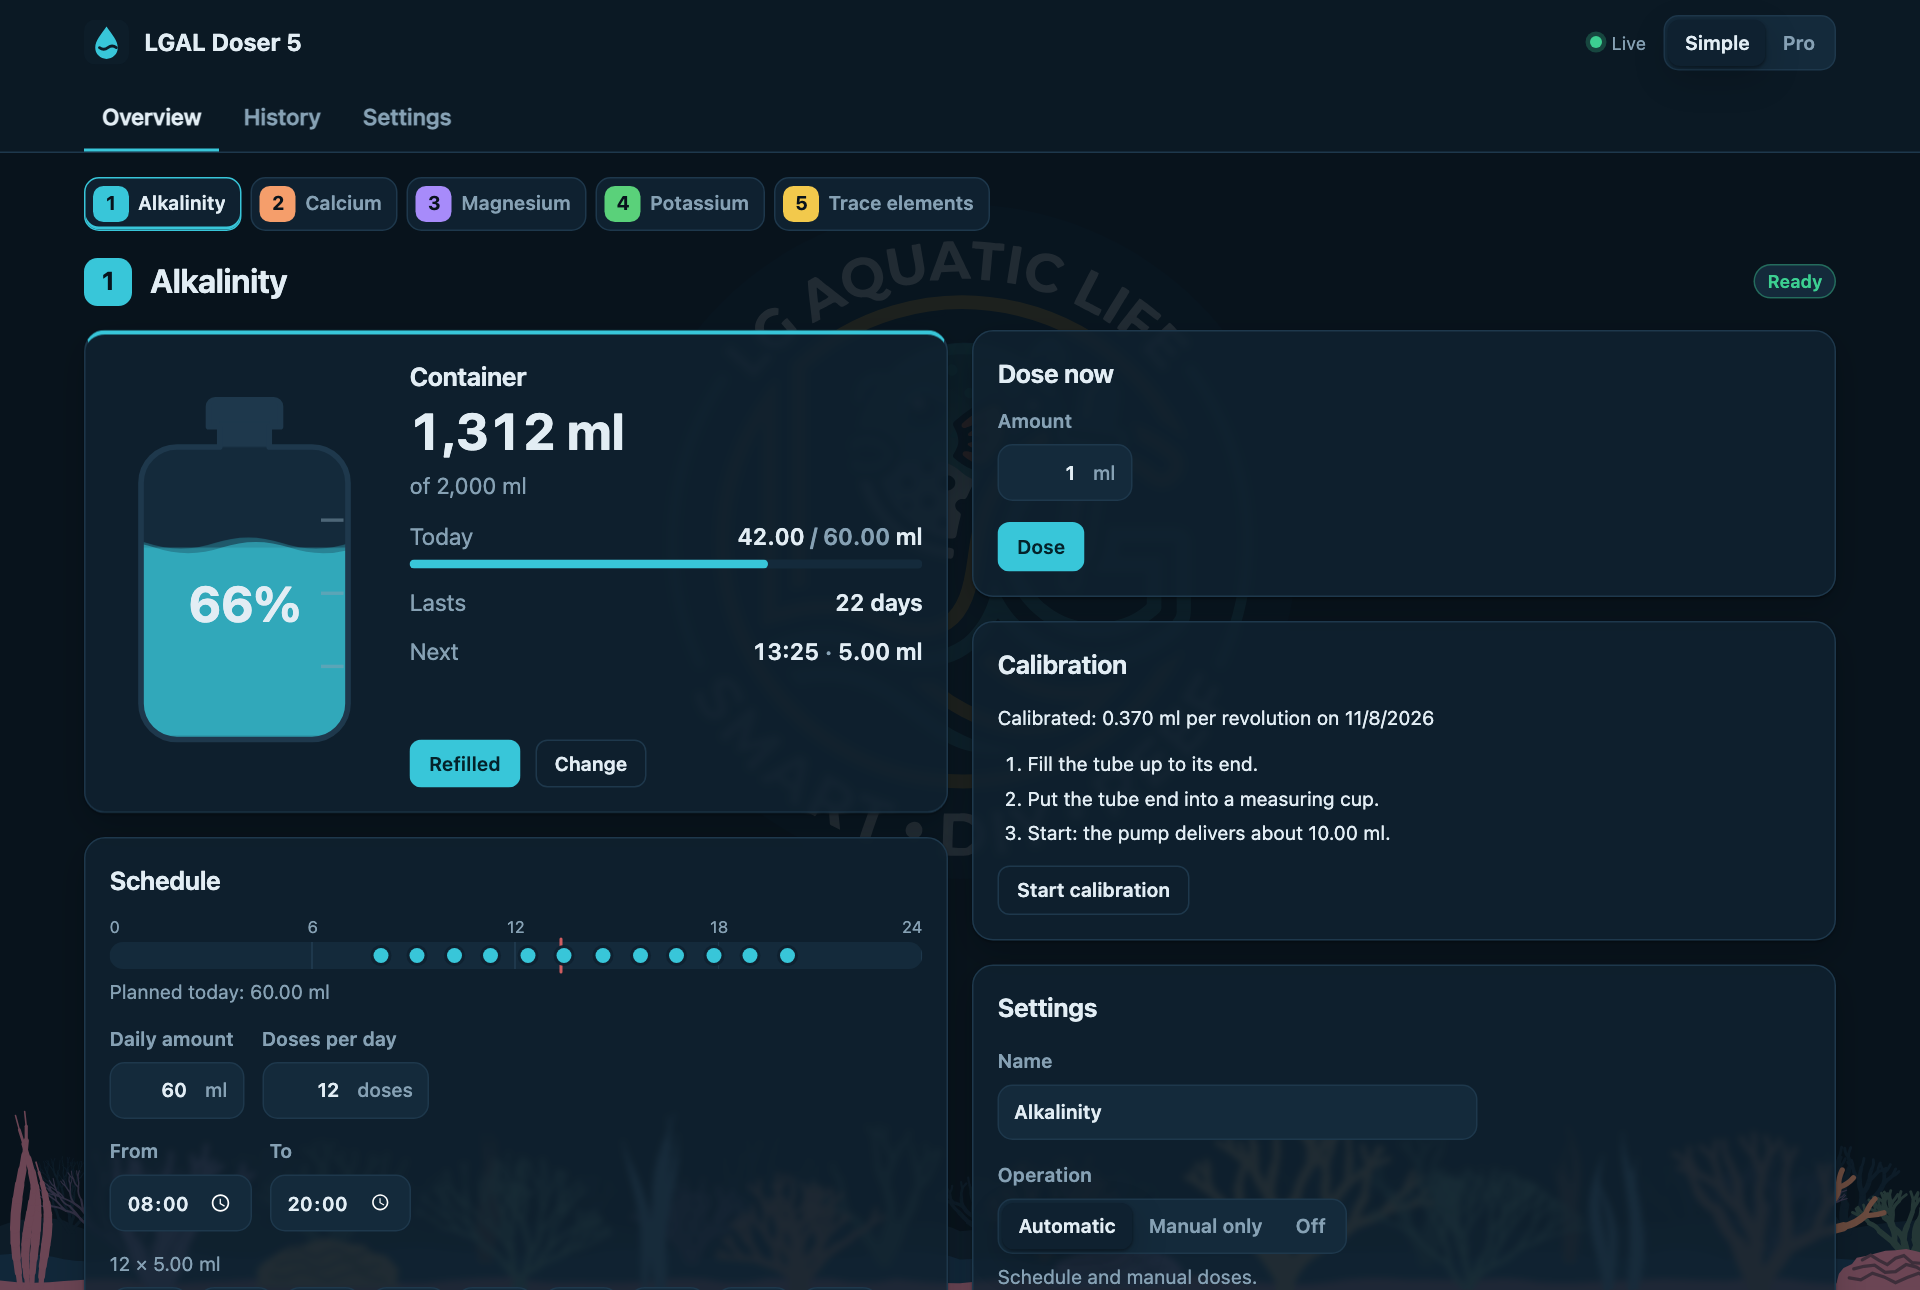 LGAL Doser 5
Live
Simple Pro
Overview History Settings
1 Alkalinity 2 Calcium 3 Magnesium 4 Potassium 5 Trace elements
LG AQUATIC LIFE
1 Alkalinity
Ready
Container
1,312 ml
of 2,000 ml
66%
Today 42.00 / 60.00 ml
Lasts 22 days
Next 13:25 · 5.00 ml
Refilled Change
Dose now
Amount
1 ml
Dose
Calibration
Calibrated: 0.370 ml per revolution on 11/8/2026
1. Fill the tube up to its end.
2. Put the tube end into a measuring cup.
3. Start: the pump delivers about 10.00 ml.
Start calibration
SMART • D
Schedule
0 6 12 18 24
Planned today: 60.00 ml
Daily amount Doses per day
60 ml 12 doses
From To
08:00 20:00
12 × 5.00 ml
Settings
Name
Alkalinity
Operation
Automatic Manual only Off
Schedule and manual doses.